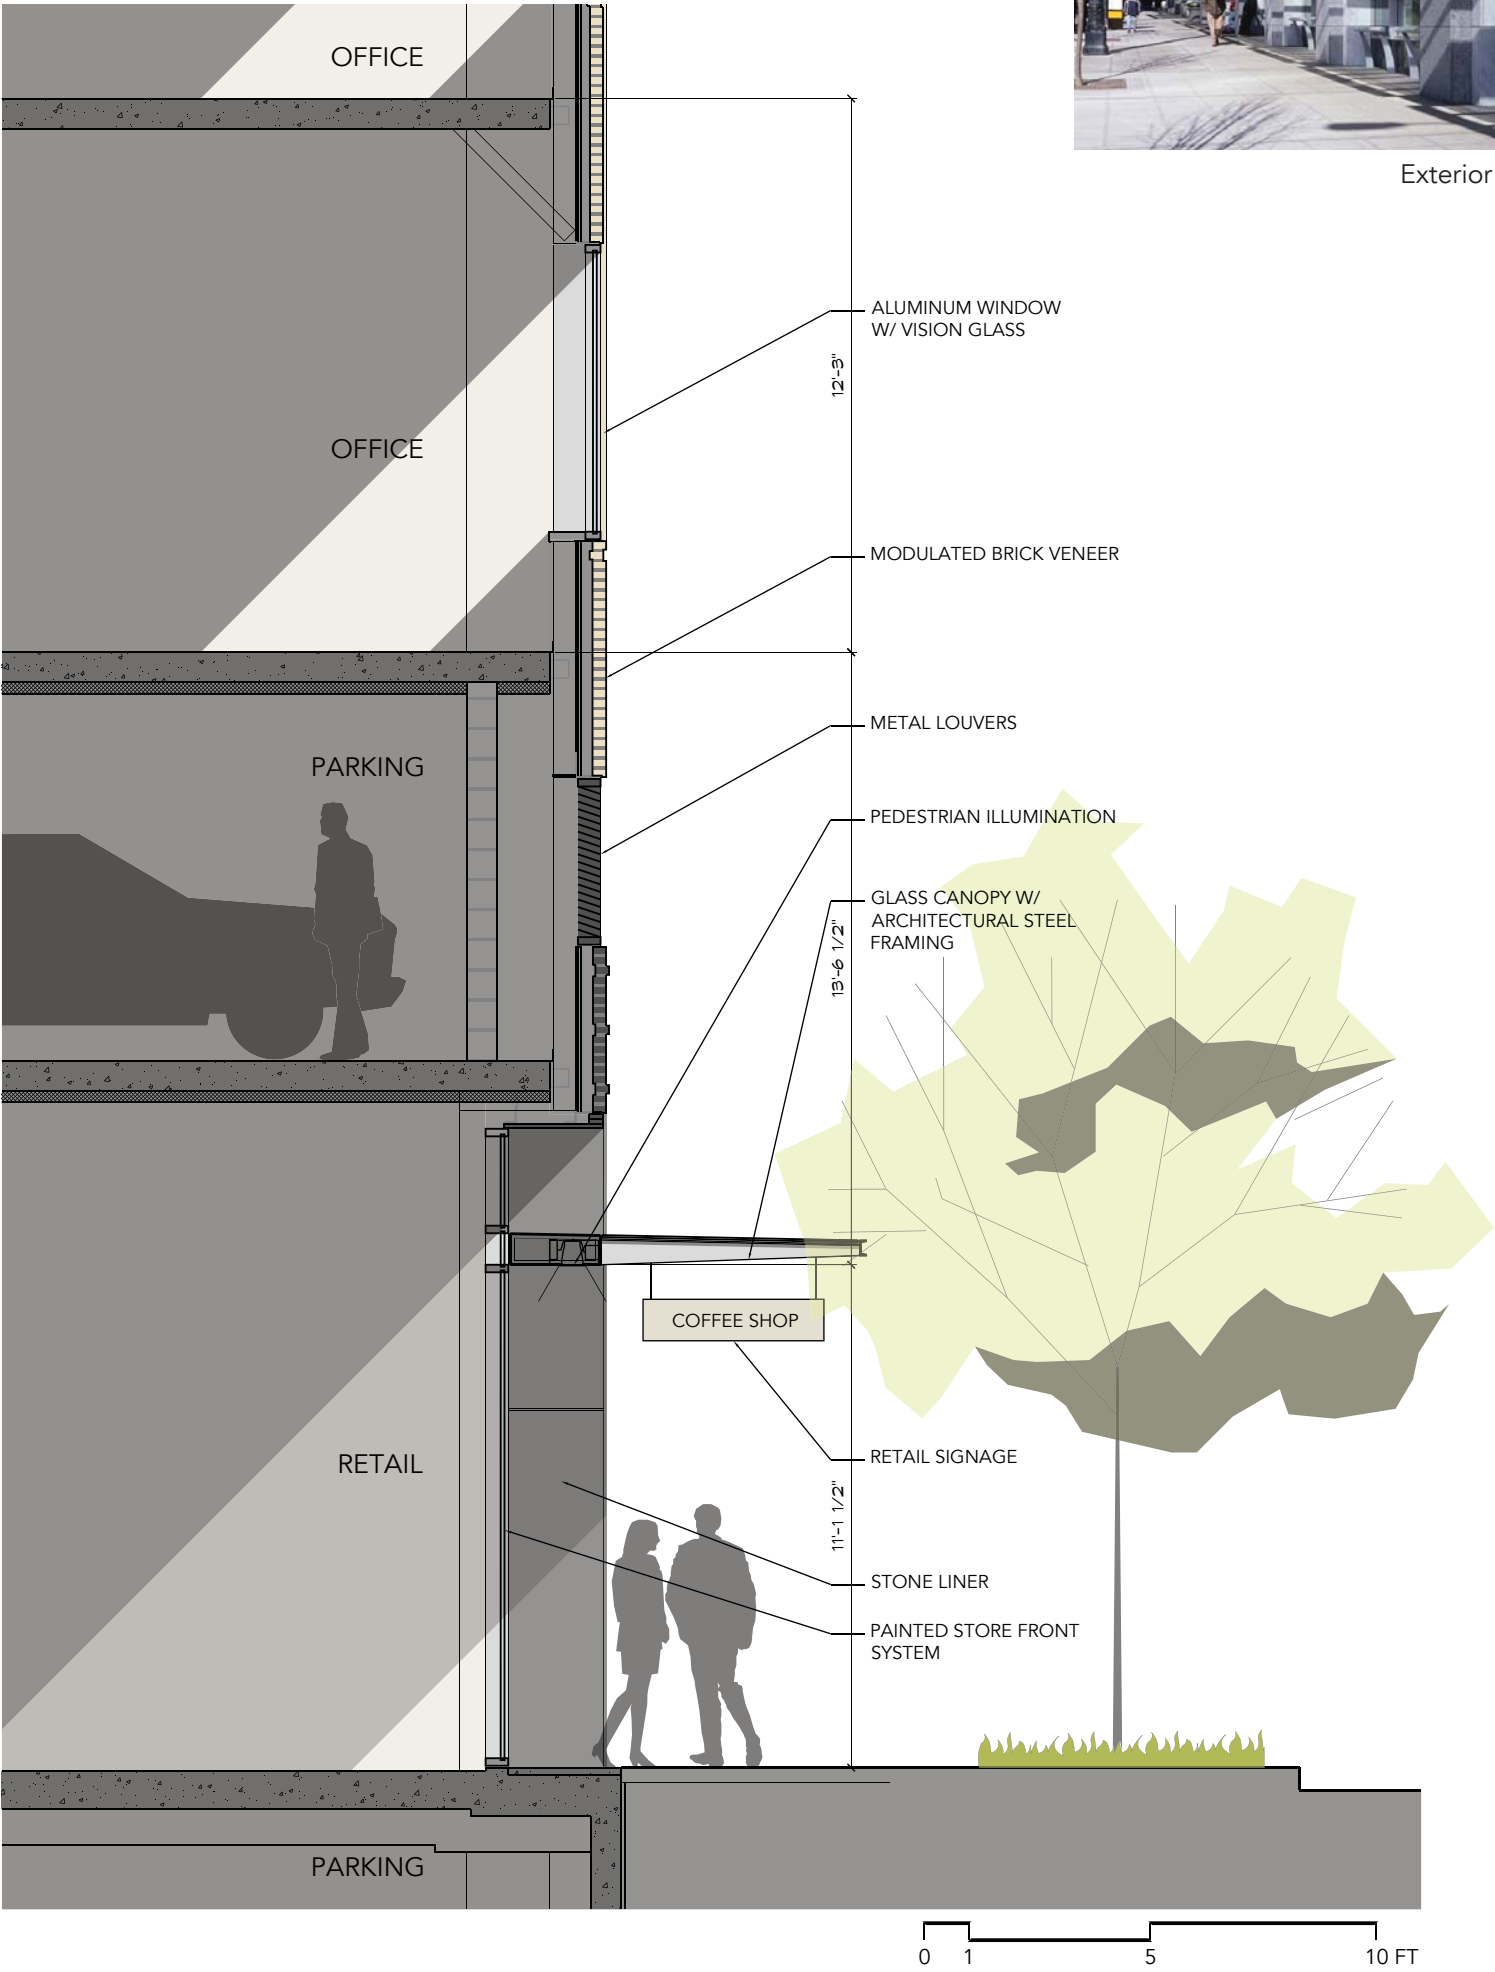 OFFICE
Exterior
ALUMINUM WINDOW
W/ VISION GLASS
12'-3"
OFFICE
MODULATED BRICK VENEER
METAL LOUVERS
PARKING
PEDESTRIAN ILLUMINATION
GLASS CANOPY W/
ARCHITECTURAL STEEL
FRAMING
13'-6 1/2"
COFFEE SHOP
RETAIL
RETAIL SIGNAGE
11'-1 1/2"
STONE LINER
PAINTED STORE FRONT
SYSTEM
PARKING
0 1 5 10 FT